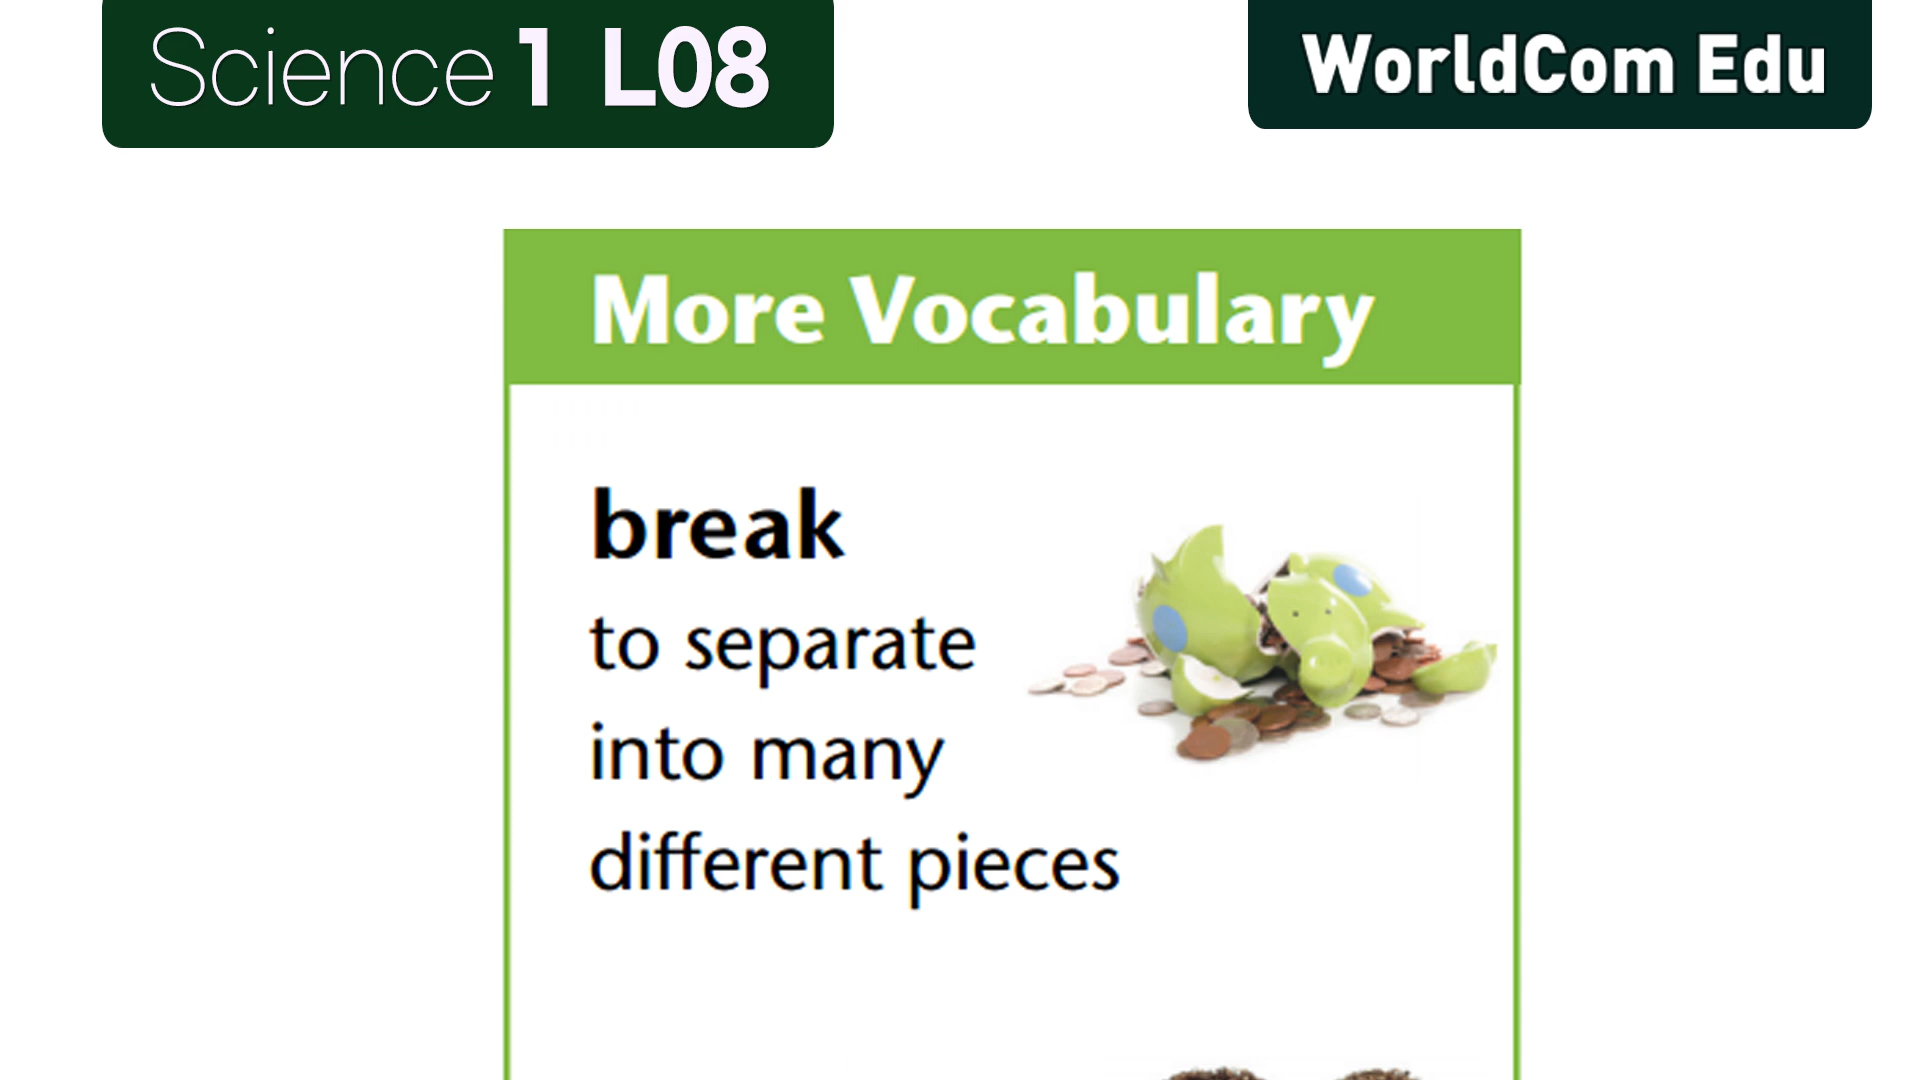 Science 1 L08
WorldCom Edu
More Vocabulary
break
to separate
into many
different pieces